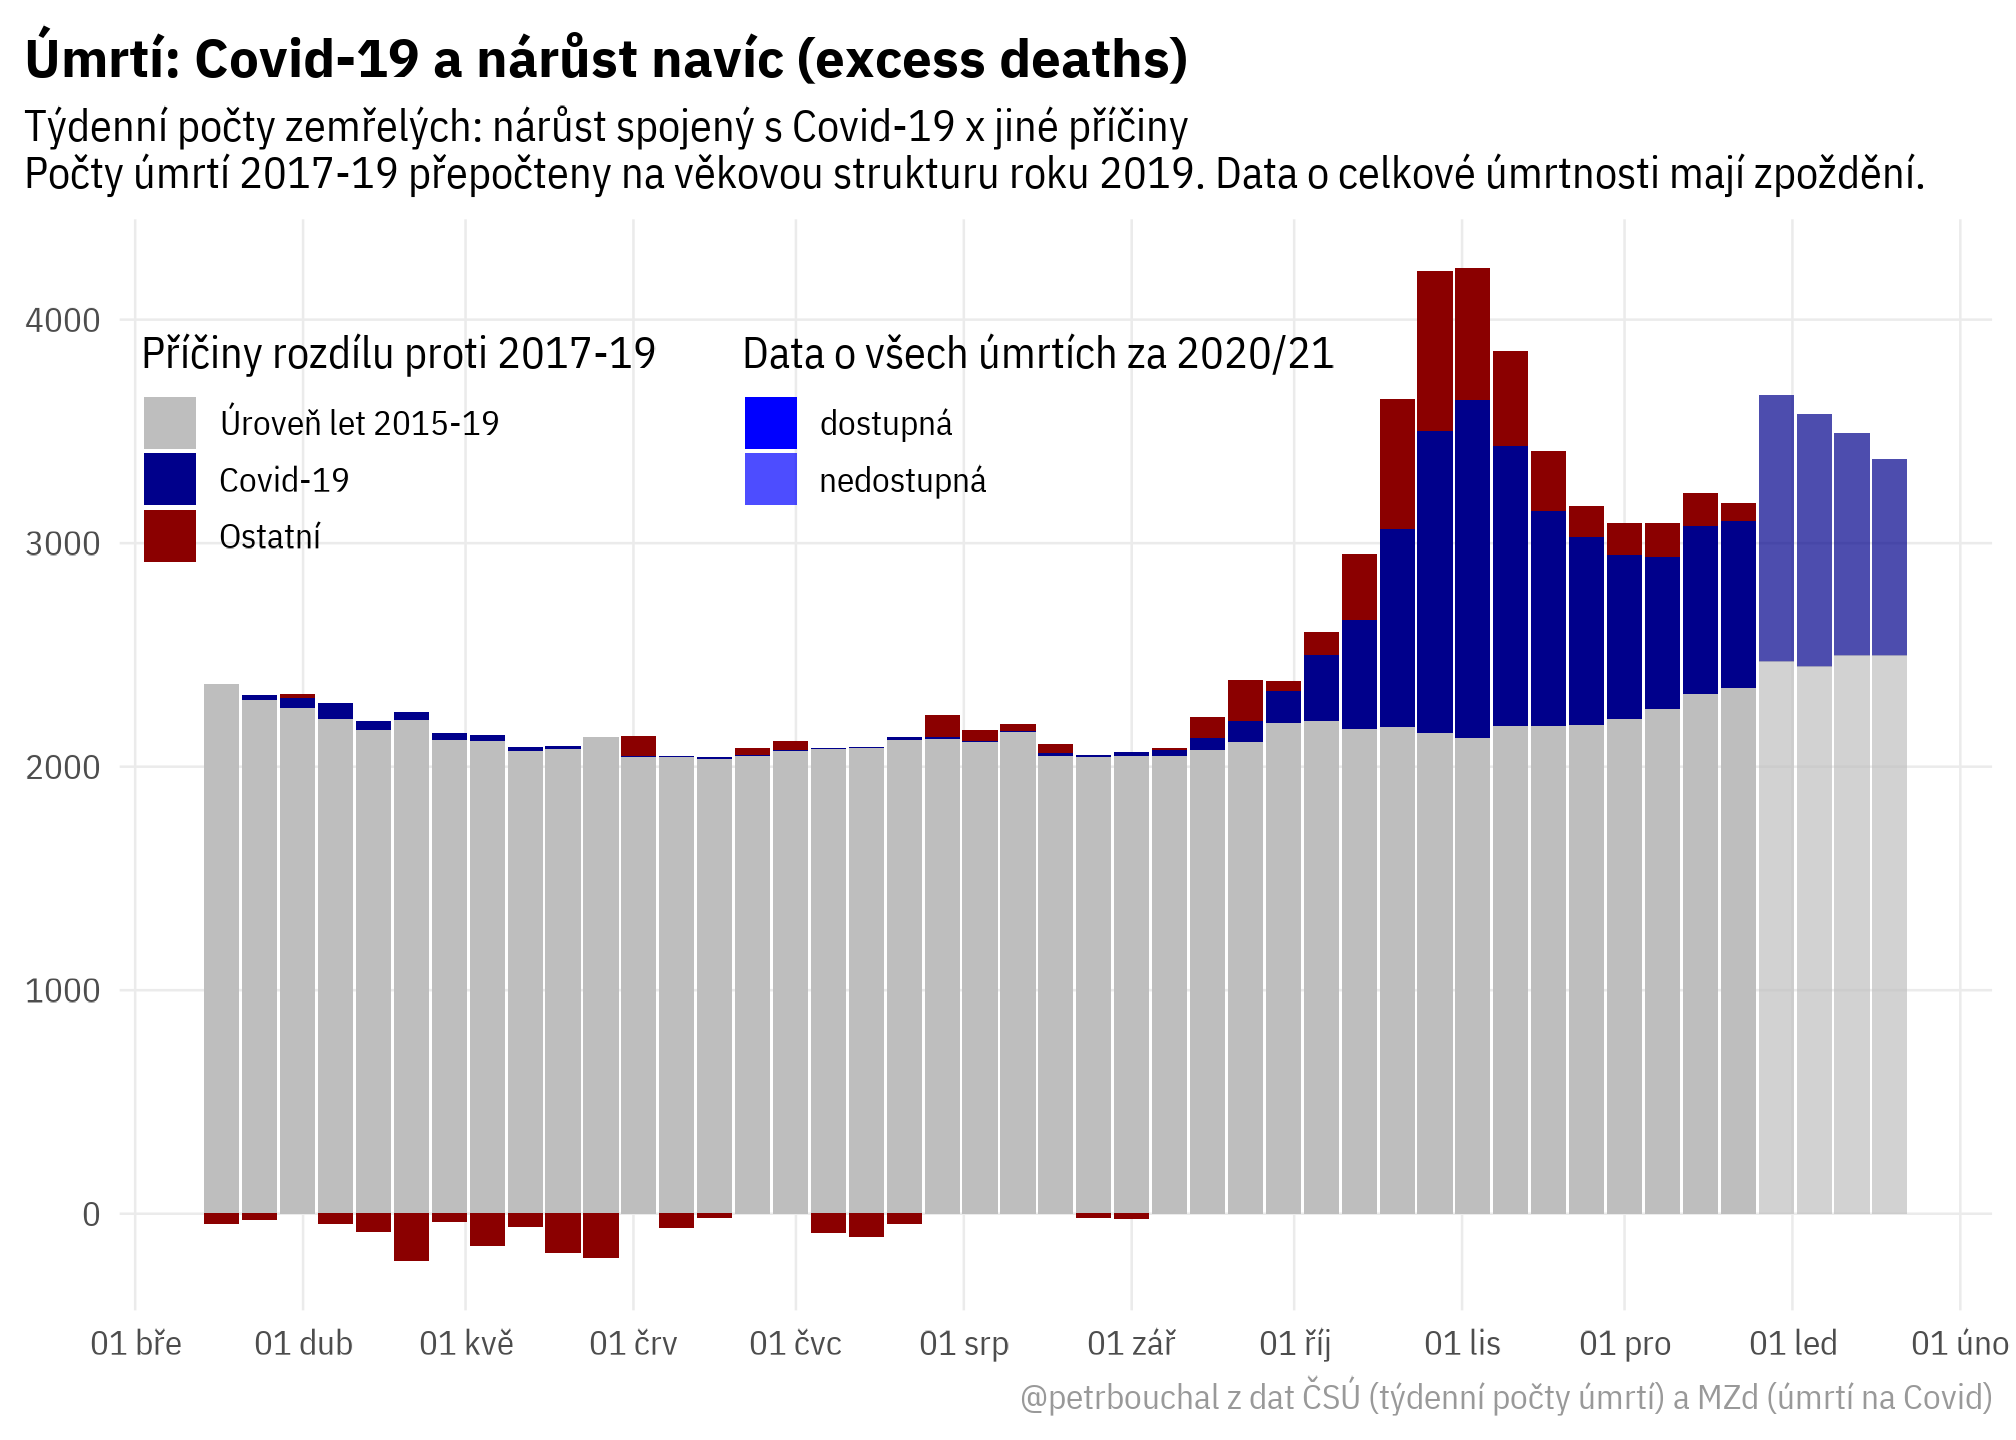 Úmrtí: Covid-19 a nárůst navíc (excess deaths)
Týdenní počty zemřelých: nárůst spojený s Covid-19 x jiné příčiny
Počty úmrtí 2017-19 přepočteny na věkovou strukturu roku 2019. Data o celkové úmrtnosti mají zpoždění.
Příčiny rozdílu proti 2017-19
Úroveň let 2015-19
Covid-19
Ostatní
Data o všech úmrtích za 2020/21
dostupná
nedostupná
4000
3000
2000
1000
0
01 bře 01 dub 01 kvě 01 črv 01 čvc 01 srp 01 zář 01 říj 01 lis 01 pro 01 led 01 úno
@petrbouchal z dat ČSÚ (týdenní počty úmrtí) a MZd (úmrtí na Covid)